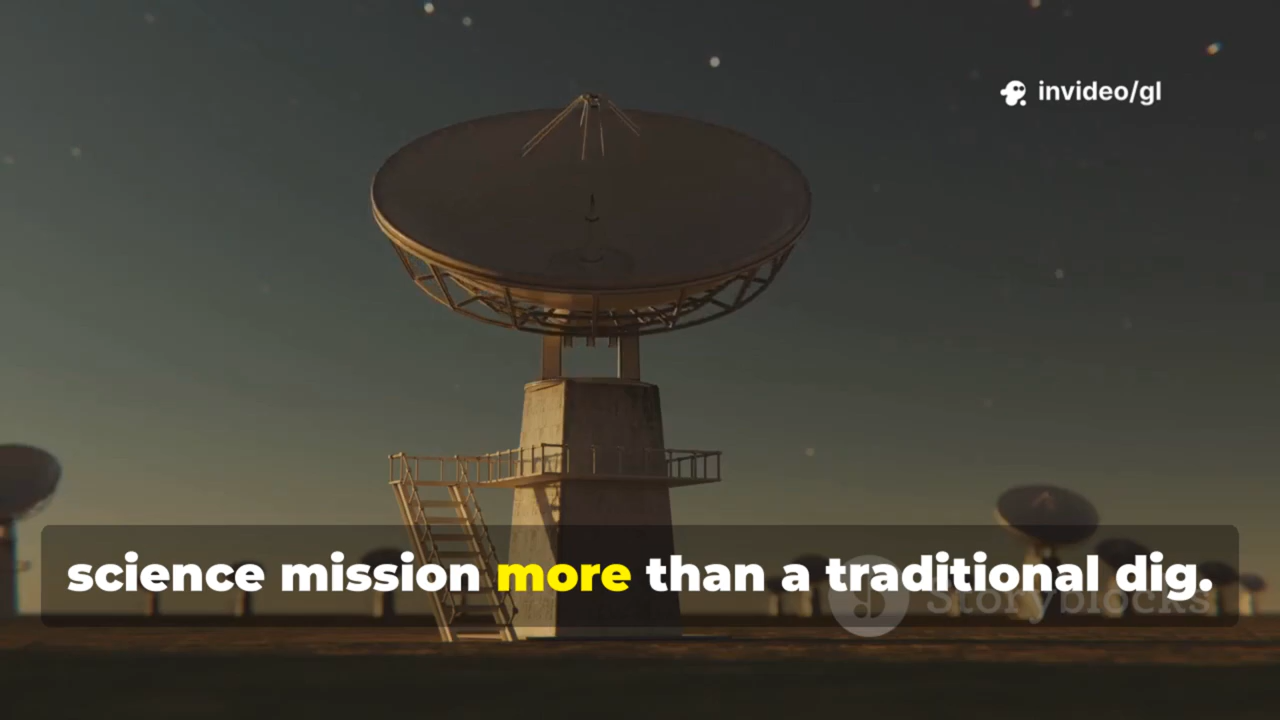 invideo/gl
science mission more than a traditional dig.
Storyblocks